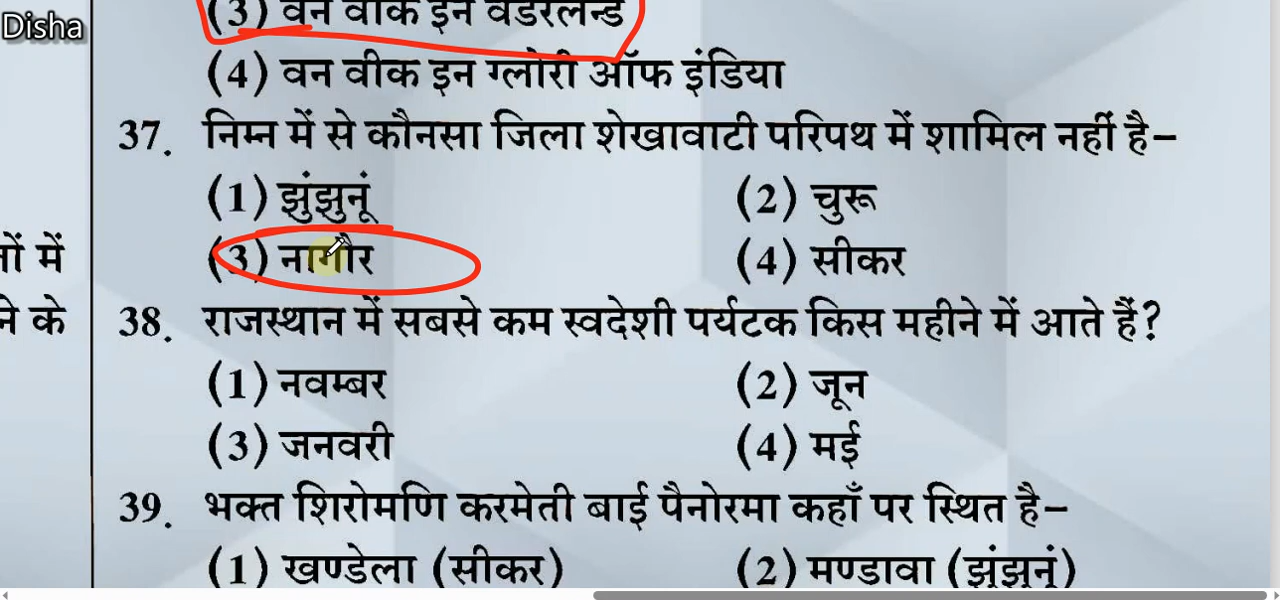 Disha
(3) वन वीक इन वंडरलैन्ड
(4) वन वीक इन ग्लोरी ऑफ इंडिया
37. निम्न में से कौनसा जिला शेखावाटी परिपथ में शामिल नहीं है–
(1) झुंझुनूं (2) चुरू
(3) नागौर (4) सीकर
नों में
ने के
38. राजस्थान में सबसे कम स्वदेशी पर्यटक किस महीने में आते हैं?
(1) नवम्बर (2) जून
(3) जनवरी (4) मई
39. भक्त शिरोमणि करमेती बाई पैनोरमा कहाँ पर स्थित है–
(1) खण्डेला (सीकर) (2) मण्डावा (झुंझुनूं)